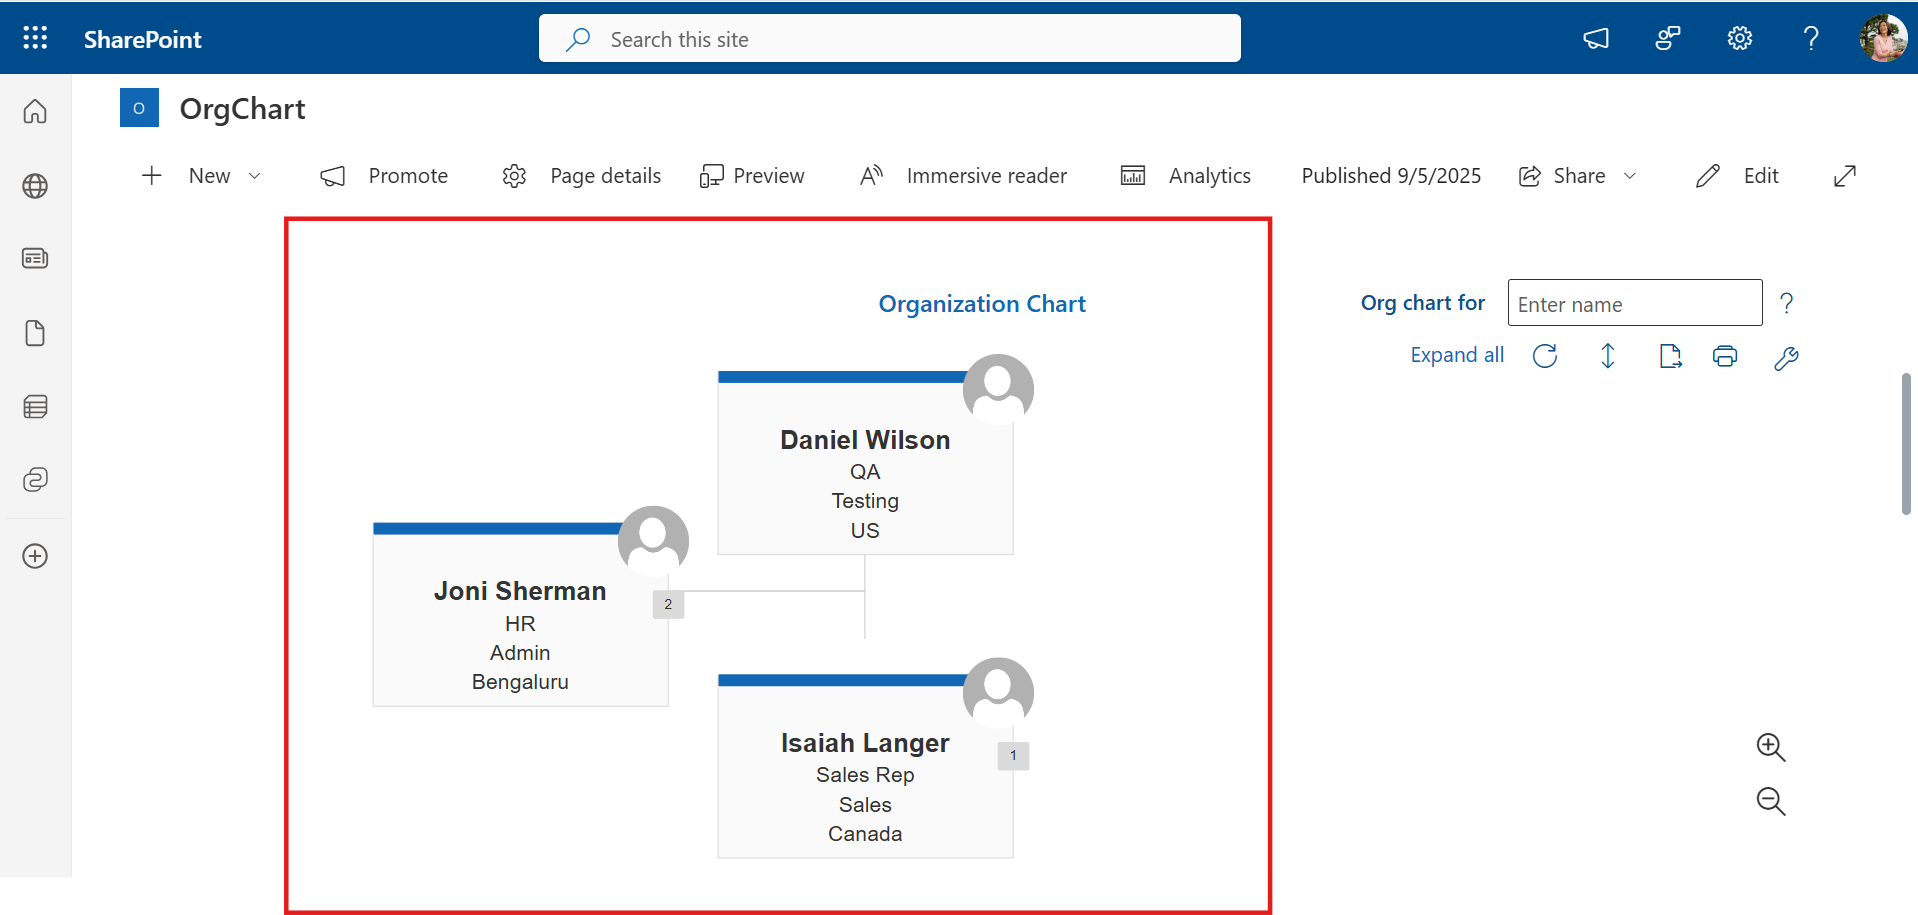 SharePoint
Search this site
O
OrgChart
New
Promote
Page details
Preview
Immersive reader
Analytics
Published 9/5/2025
Share
Edit
Organization Chart
Org chart for
Enter name
Expand all
Daniel Wilson
QA
Testing
US
Joni Sherman
HR
Admin
Bengaluru
2
Isaiah Langer
Sales Rep
Sales
Canada
1